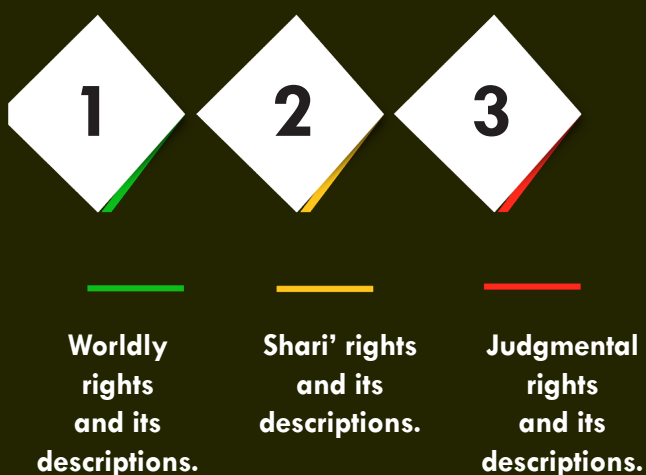 1
2
3
Worldly
rights
and its
descriptions.
Shari’ rights
and its
descriptions.
Judgmental
rights
and its
descriptions.